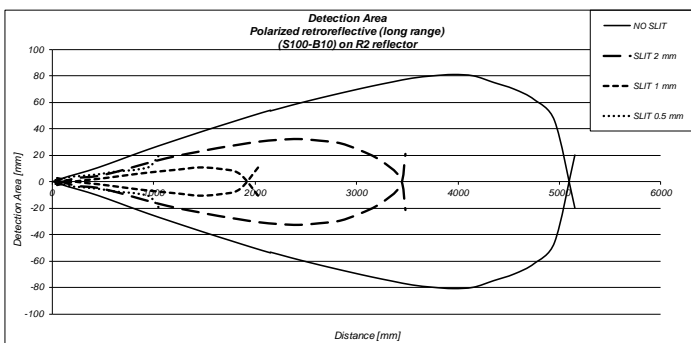 Detection Area
Polarized retroreflective (long range)
(S100-B10) on R2 reflector
NO SLIT
SLIT 2 mm
SLIT 1 mm
SLIT 0.5 mm
Detection Area [mm]
100
80
60
40
20
0
-20
-40
-60
-80
-100
0
1000
2000
3000
4000
5000
6000
Distance [mm]